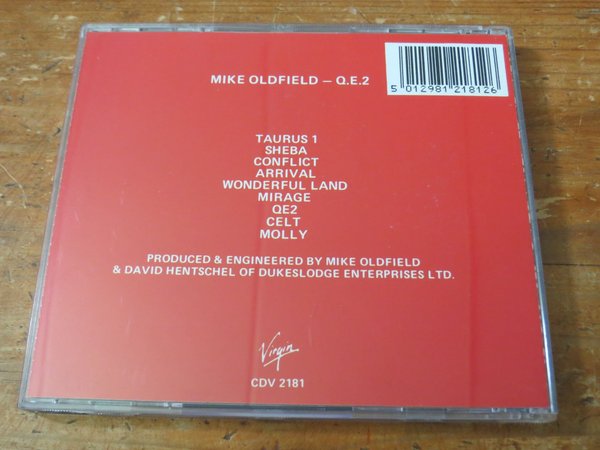 MIKE OLDFIELD – Q.E.2
5 012981 218126
TAURUS 1
SHEBA
CONFLICT
ARRIVAL
WONDERFUL LAND
MIRAGE
QE2
CELT
MOLLY
PRODUCED & ENGINEERED BY MIKE OLDFIELD
& DAVID HENTSCHEL OF DUKESLODGE ENTERPRISES LTD.
Virgin
CDV 2181